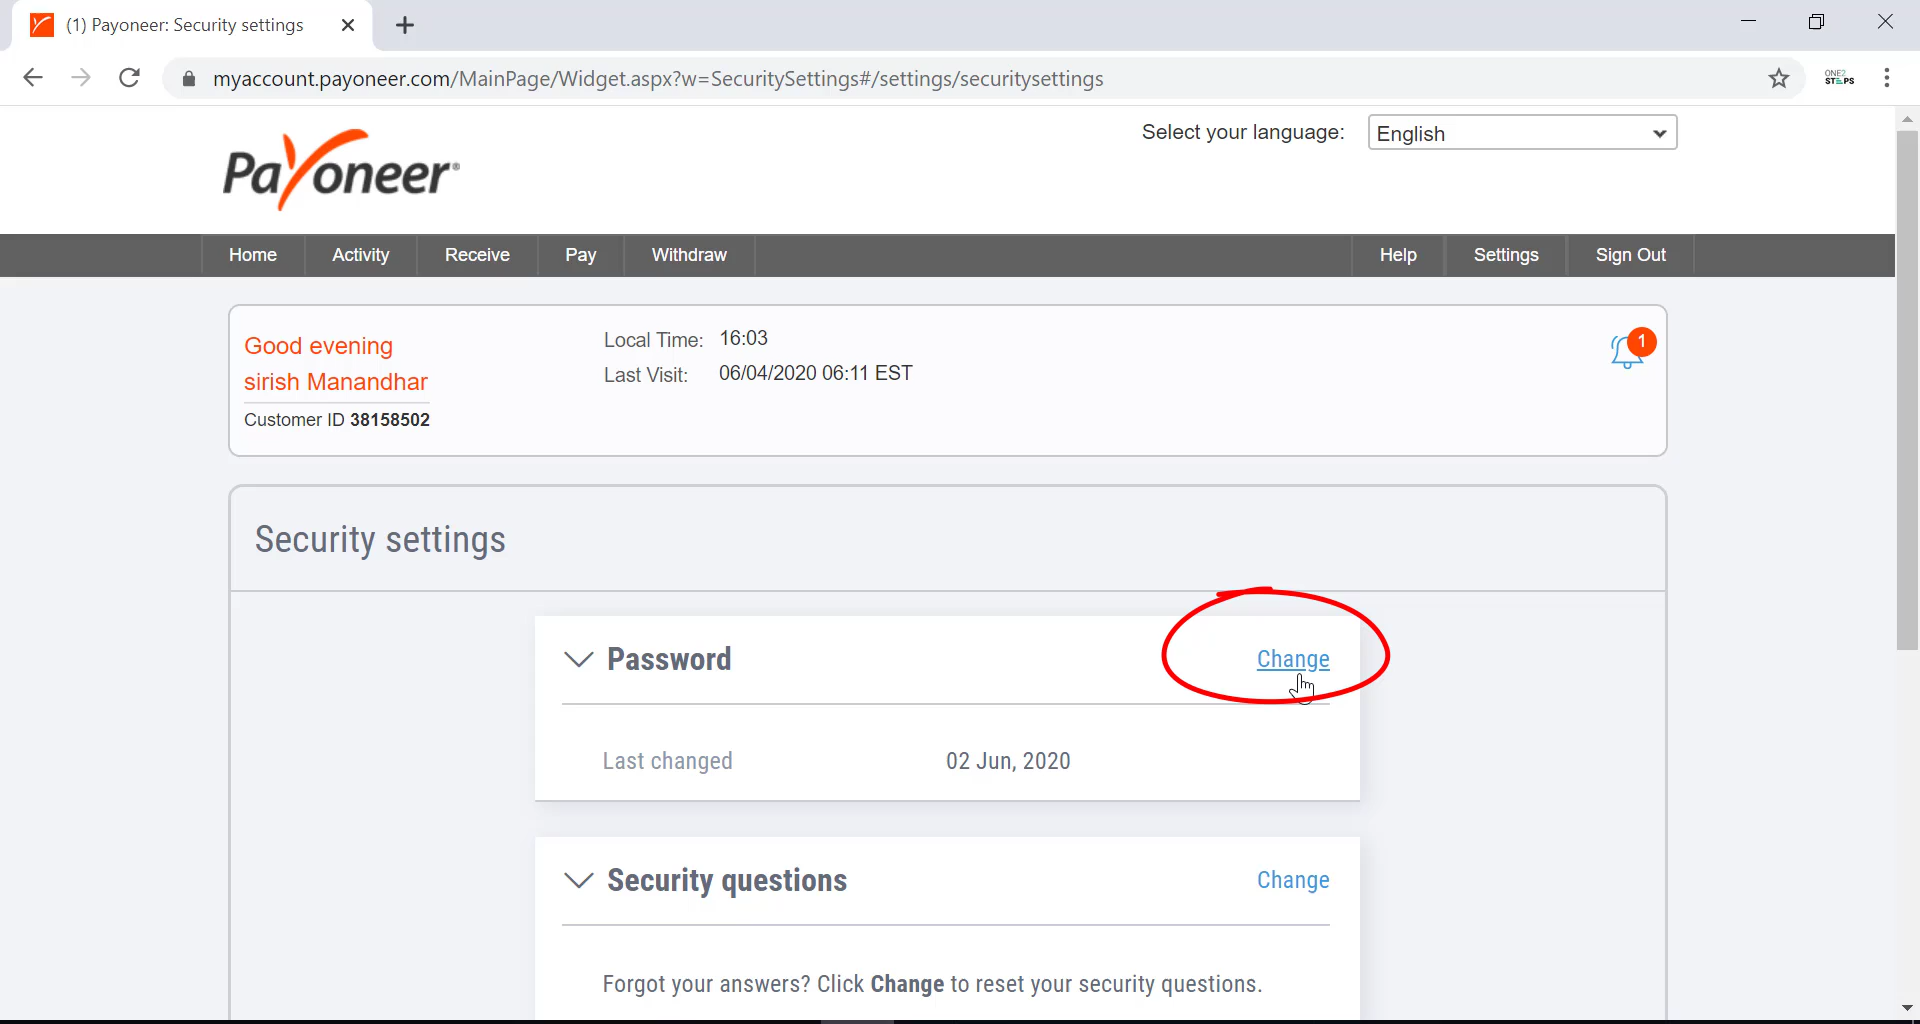 (1) Payoneer: Security settings
myaccount.payoneer.com/MainPage/Widget.aspx?w=SecuritySettings#/settings/securitysettings
ONE2 STEPS
Payoneer
Select your language: English
Home Activity Receive Pay Withdraw Help Settings Sign Out
Good evening
sirish Manandhar
Customer ID 38158502
Local Time: 16:03
Last Visit: 06/04/2020 06:11 EST
1
Security settings
Password Change
Last changed 02 Jun, 2020
Security questions Change
Forgot your answers? Click Change to reset your security questions.